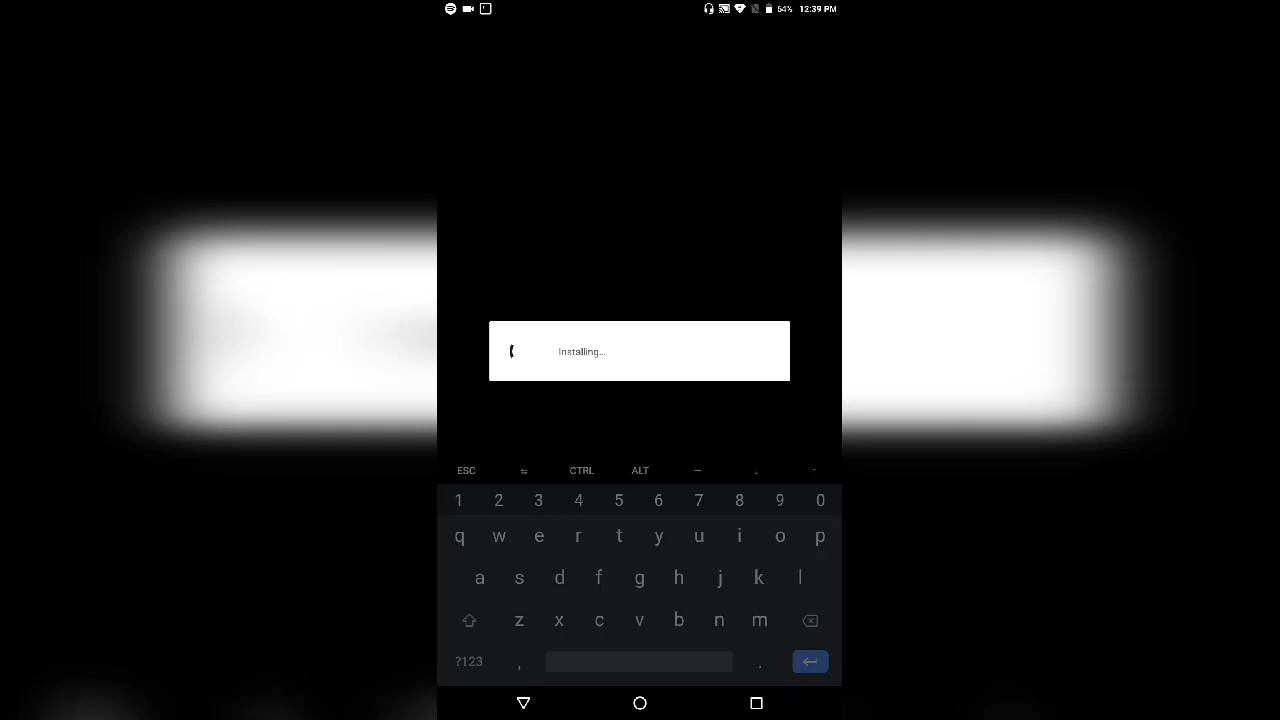 64% 12:39 PM
Installing...
ESC CTRL ALT —
1 2 3 4 5 6 7 8 9 0
q w e r t y u i o p
a s d f g h j k l
z x c v b n m
?123 , .